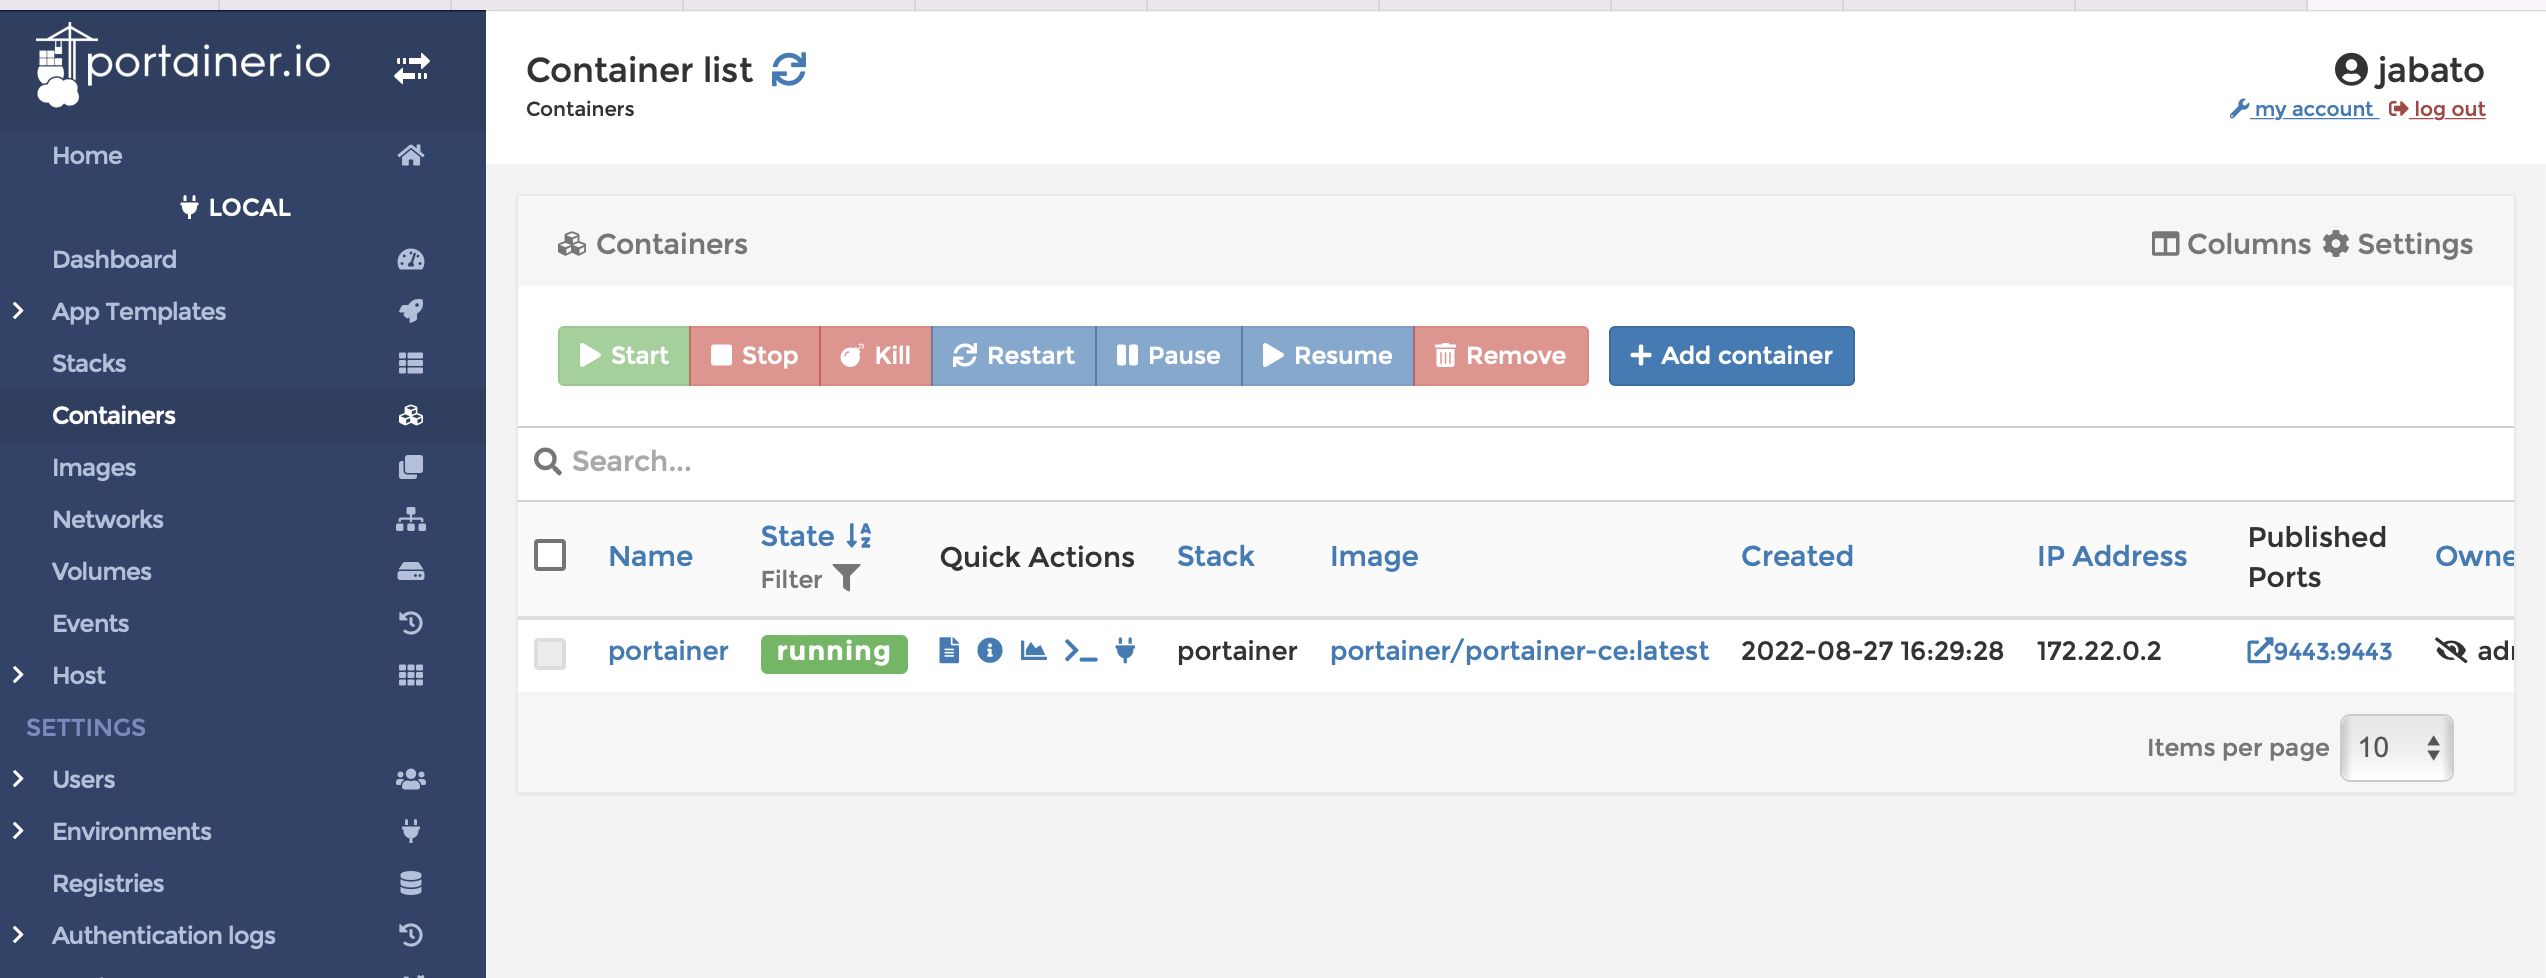 portainer.io
Home
LOCAL
Dashboard
App Templates
Stacks
Containers
Images
Networks
Volumes
Events
Host
SETTINGS
Users
Environments
Registries
Authentication logs
Container list
Containers
jabato
my account log out
Containers
Columns Settings
Start Stop Kill Restart Pause Resume Remove Add container
Search...
Name State Filter Quick Actions Stack Image Created IP Address Published Ports Owne
portainer running portainer portainer/portainer-ce:latest 2022-08-27 16:29:28 172.22.0.2 9443:9443
Items per page 10